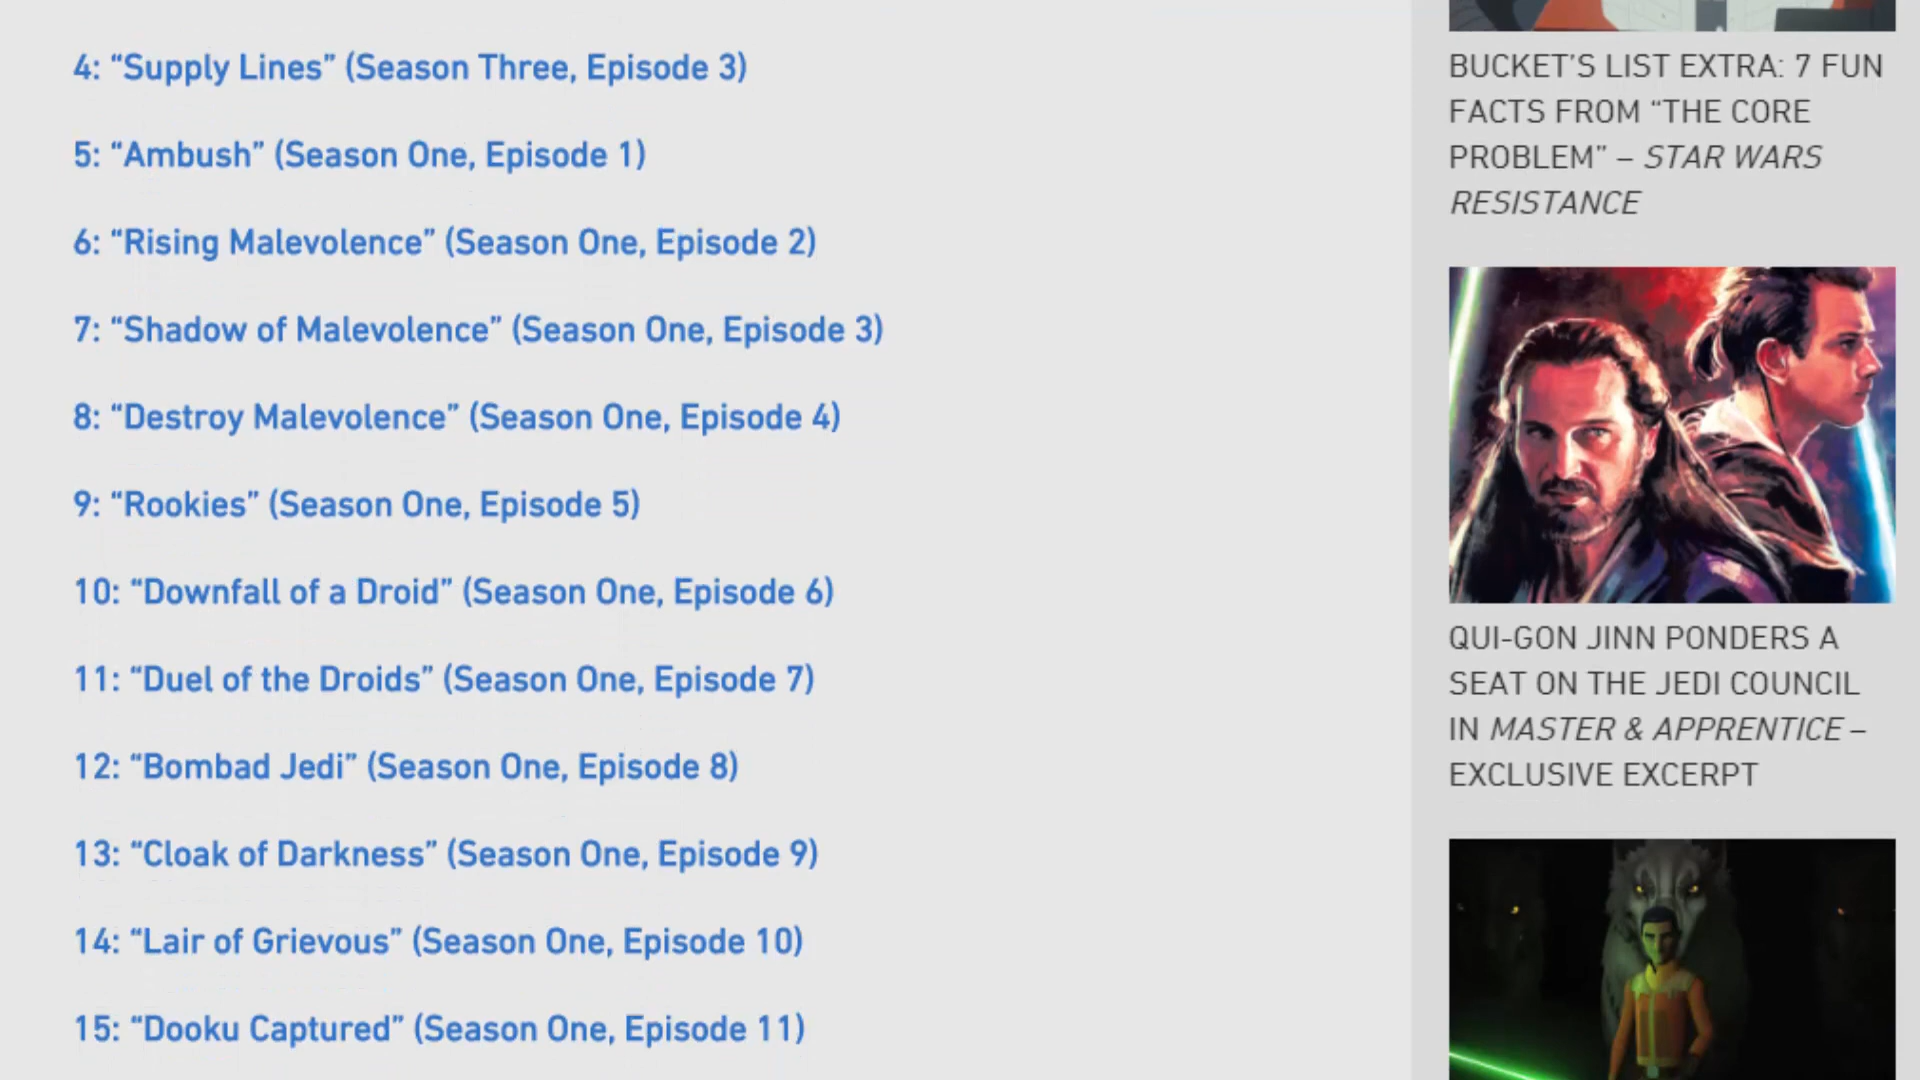 4: “Supply Lines” (Season Three, Episode 3)
5: “Ambush” (Season One, Episode 1)
6: “Rising Malevolence” (Season One, Episode 2)
7: “Shadow of Malevolence” (Season One, Episode 3)
8: “Destroy Malevolence” (Season One, Episode 4)
9: “Rookies” (Season One, Episode 5)
10: “Downfall of a Droid” (Season One, Episode 6)
11: “Duel of the Droids” (Season One, Episode 7)
12: “Bombad Jedi” (Season One, Episode 8)
13: “Cloak of Darkness” (Season One, Episode 9)
14: “Lair of Grievous” (Season One, Episode 10)
15: “Dooku Captured” (Season One, Episode 11)
BUCKET’S LIST EXTRA: 7 FUN
FACTS FROM “THE CORE
PROBLEM” – STAR WARS
RESISTANCE
QUI-GON JINN PONDERS A
SEAT ON THE JEDI COUNCIL
IN MASTER & APPRENTICE –
EXCLUSIVE EXCERPT